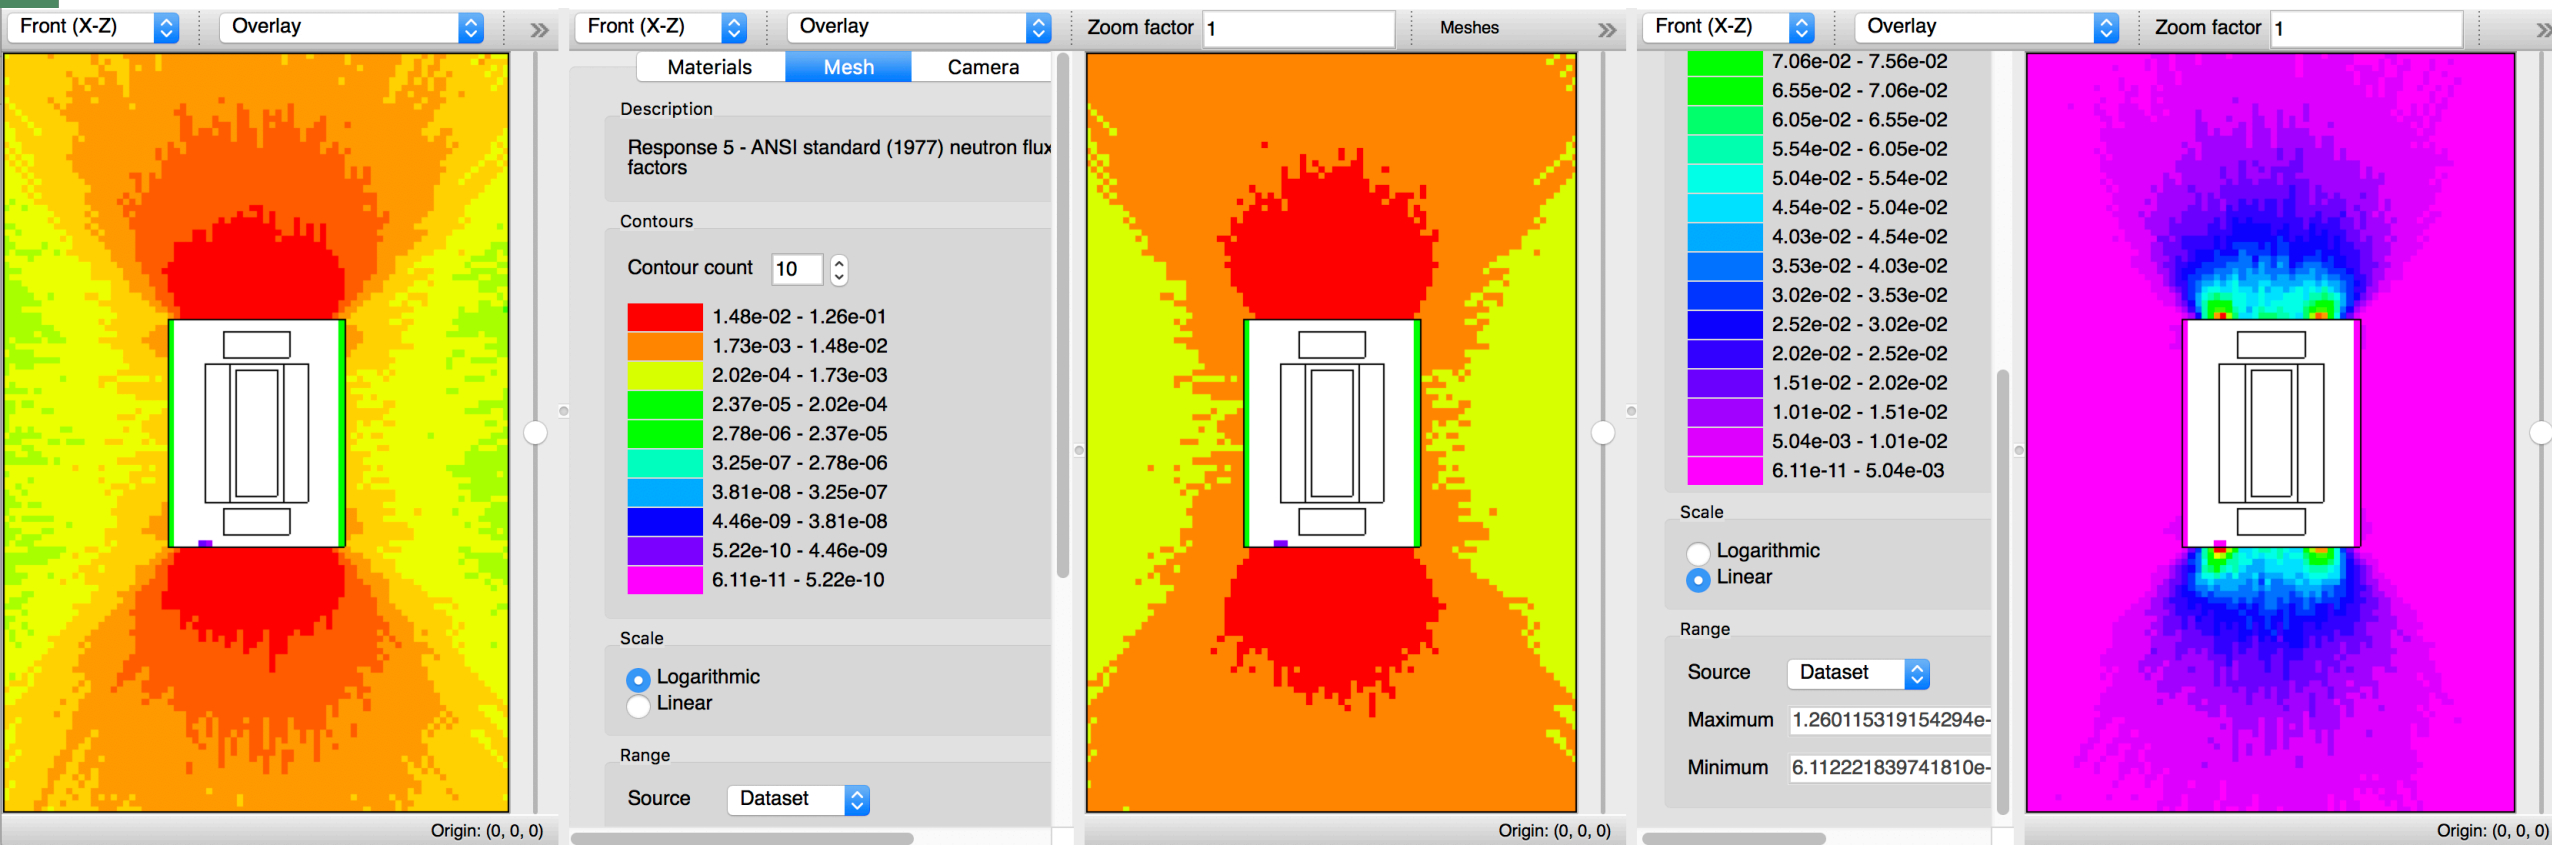 Front (X-Z)
Overlay
Origin: (0, 0, 0)
Front (X-Z)
Overlay
Zoom factor
1
Meshes
Materials
Mesh
Camera
Description
Response 5 - ANSI standard (1977) neutron flux
factors
Contours
Contour count
10
1.48e-02 - 1.26e-01
1.73e-03 - 1.48e-02
2.02e-04 - 1.73e-03
2.37e-05 - 2.02e-04
2.78e-06 - 2.37e-05
3.25e-07 - 2.78e-06
3.81e-08 - 3.25e-07
4.46e-09 - 3.81e-08
5.22e-10 - 4.46e-09
6.11e-11 - 5.22e-10
Scale
Logarithmic
Linear
Range
Source
Dataset
Origin: (0, 0, 0)
Front (X-Z)
Overlay
Zoom factor
1
7.06e-02 - 7.56e-02
6.55e-02 - 7.06e-02
6.05e-02 - 6.55e-02
5.54e-02 - 6.05e-02
5.04e-02 - 5.54e-02
4.54e-02 - 5.04e-02
4.03e-02 - 4.54e-02
3.53e-02 - 4.03e-02
3.02e-02 - 3.53e-02
2.52e-02 - 3.02e-02
2.02e-02 - 2.52e-02
1.51e-02 - 2.02e-02
1.01e-02 - 1.51e-02
5.04e-03 - 1.01e-02
6.11e-11 - 5.04e-03
Scale
Logarithmic
Linear
Range
Source
Dataset
Maximum
1.260115319154294e-
Minimum
6.112221839741810e-
Origin: (0, 0, 0)